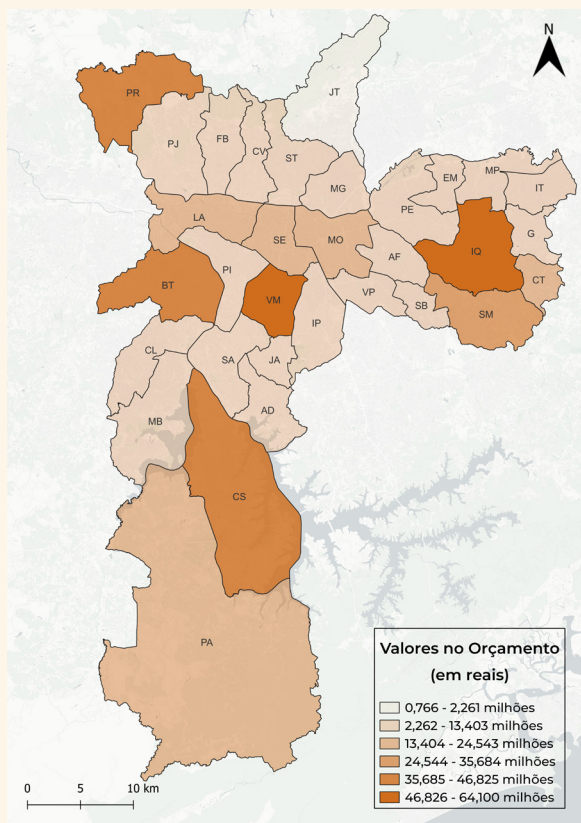 N
JT
PR
PJ
FB
CV
ST
MG
EM
MP
IT
PE
LA
SE
MO
AF
IQ
G
CT
BT
PI
VM
IP
VP
SB
SM
CL
SA
JA
MB
AD
CS
PA
Valores no Orçamento
(em reais)
0,766 - 2,261 milhões
2,262 - 13,403 milhões
13,404 - 24,543 milhões
24,544 - 35,684 milhões
35,685 - 46,825 milhões
46,826 - 64,100 milhões
0 5 10 km